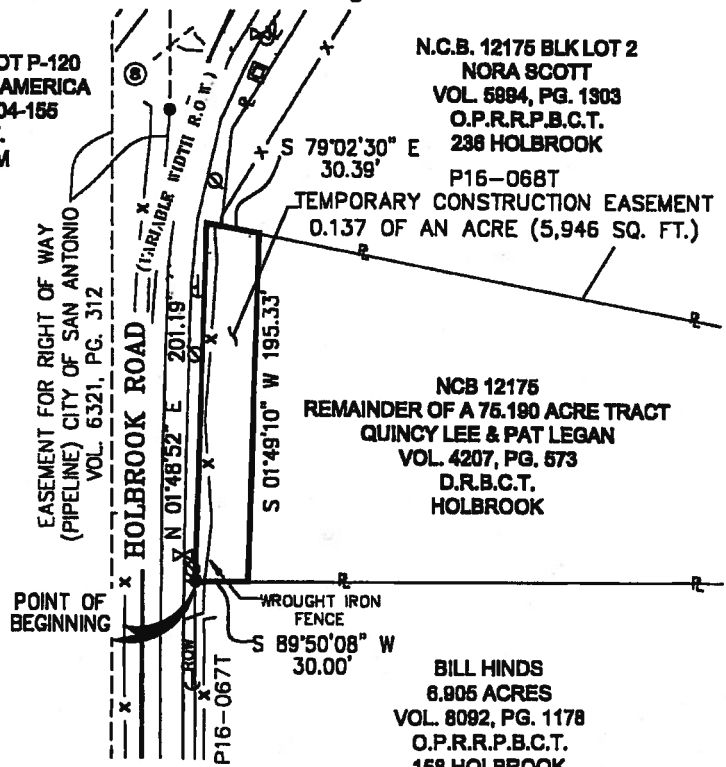 OT P-120
AMERICA
04-155
M
8
(VARIABLE WIDTH R.O.W.)
N.C.B. 12175 BLK LOT 2
NORA SCOTT
VOL. 5994, PG. 1303
O.P.R.R.P.B.C.T.
236 HOLBROOK
S 79°02'30" E
30.39'
P16-068T
TEMPORARY CONSTRUCTION EASEMENT
0.137 OF AN ACRE (5,946 SQ. FT.)
EASEMENT FOR RIGHT OF WAY
(PIPELINE) CITY OF SAN ANTONIO
VOL. 6321, PG. 312
HOLBROOK ROAD
N 01°48'52" E 201.19'
S 01°49'10" W 195.33'
NCB 12175
REMAINDER OF A 75.190 ACRE TRACT
QUINCY LEE & PAT LEGAN
VOL. 4207, PG. 573
D.R.B.C.T.
HOLBROOK
POINT OF
BEGINNING
WROUGHT IRON
FENCE
S 89°50'08" W
30.00'
ROW
P16-067T
BILL HINDS
6.905 ACRES
VOL. 8092, PG. 1178
O.P.R.R.P.B.C.T.
158 HOLBROOK